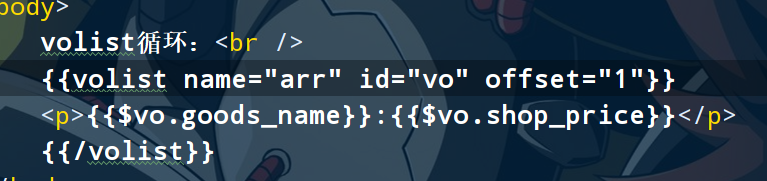 body>
volist循环：<br />
{{volist name="arr" id="vo" offset="1"}}
<p>{{$vo.goods_name}}:{{$vo.shop_price}}</p>
{{/volist}}